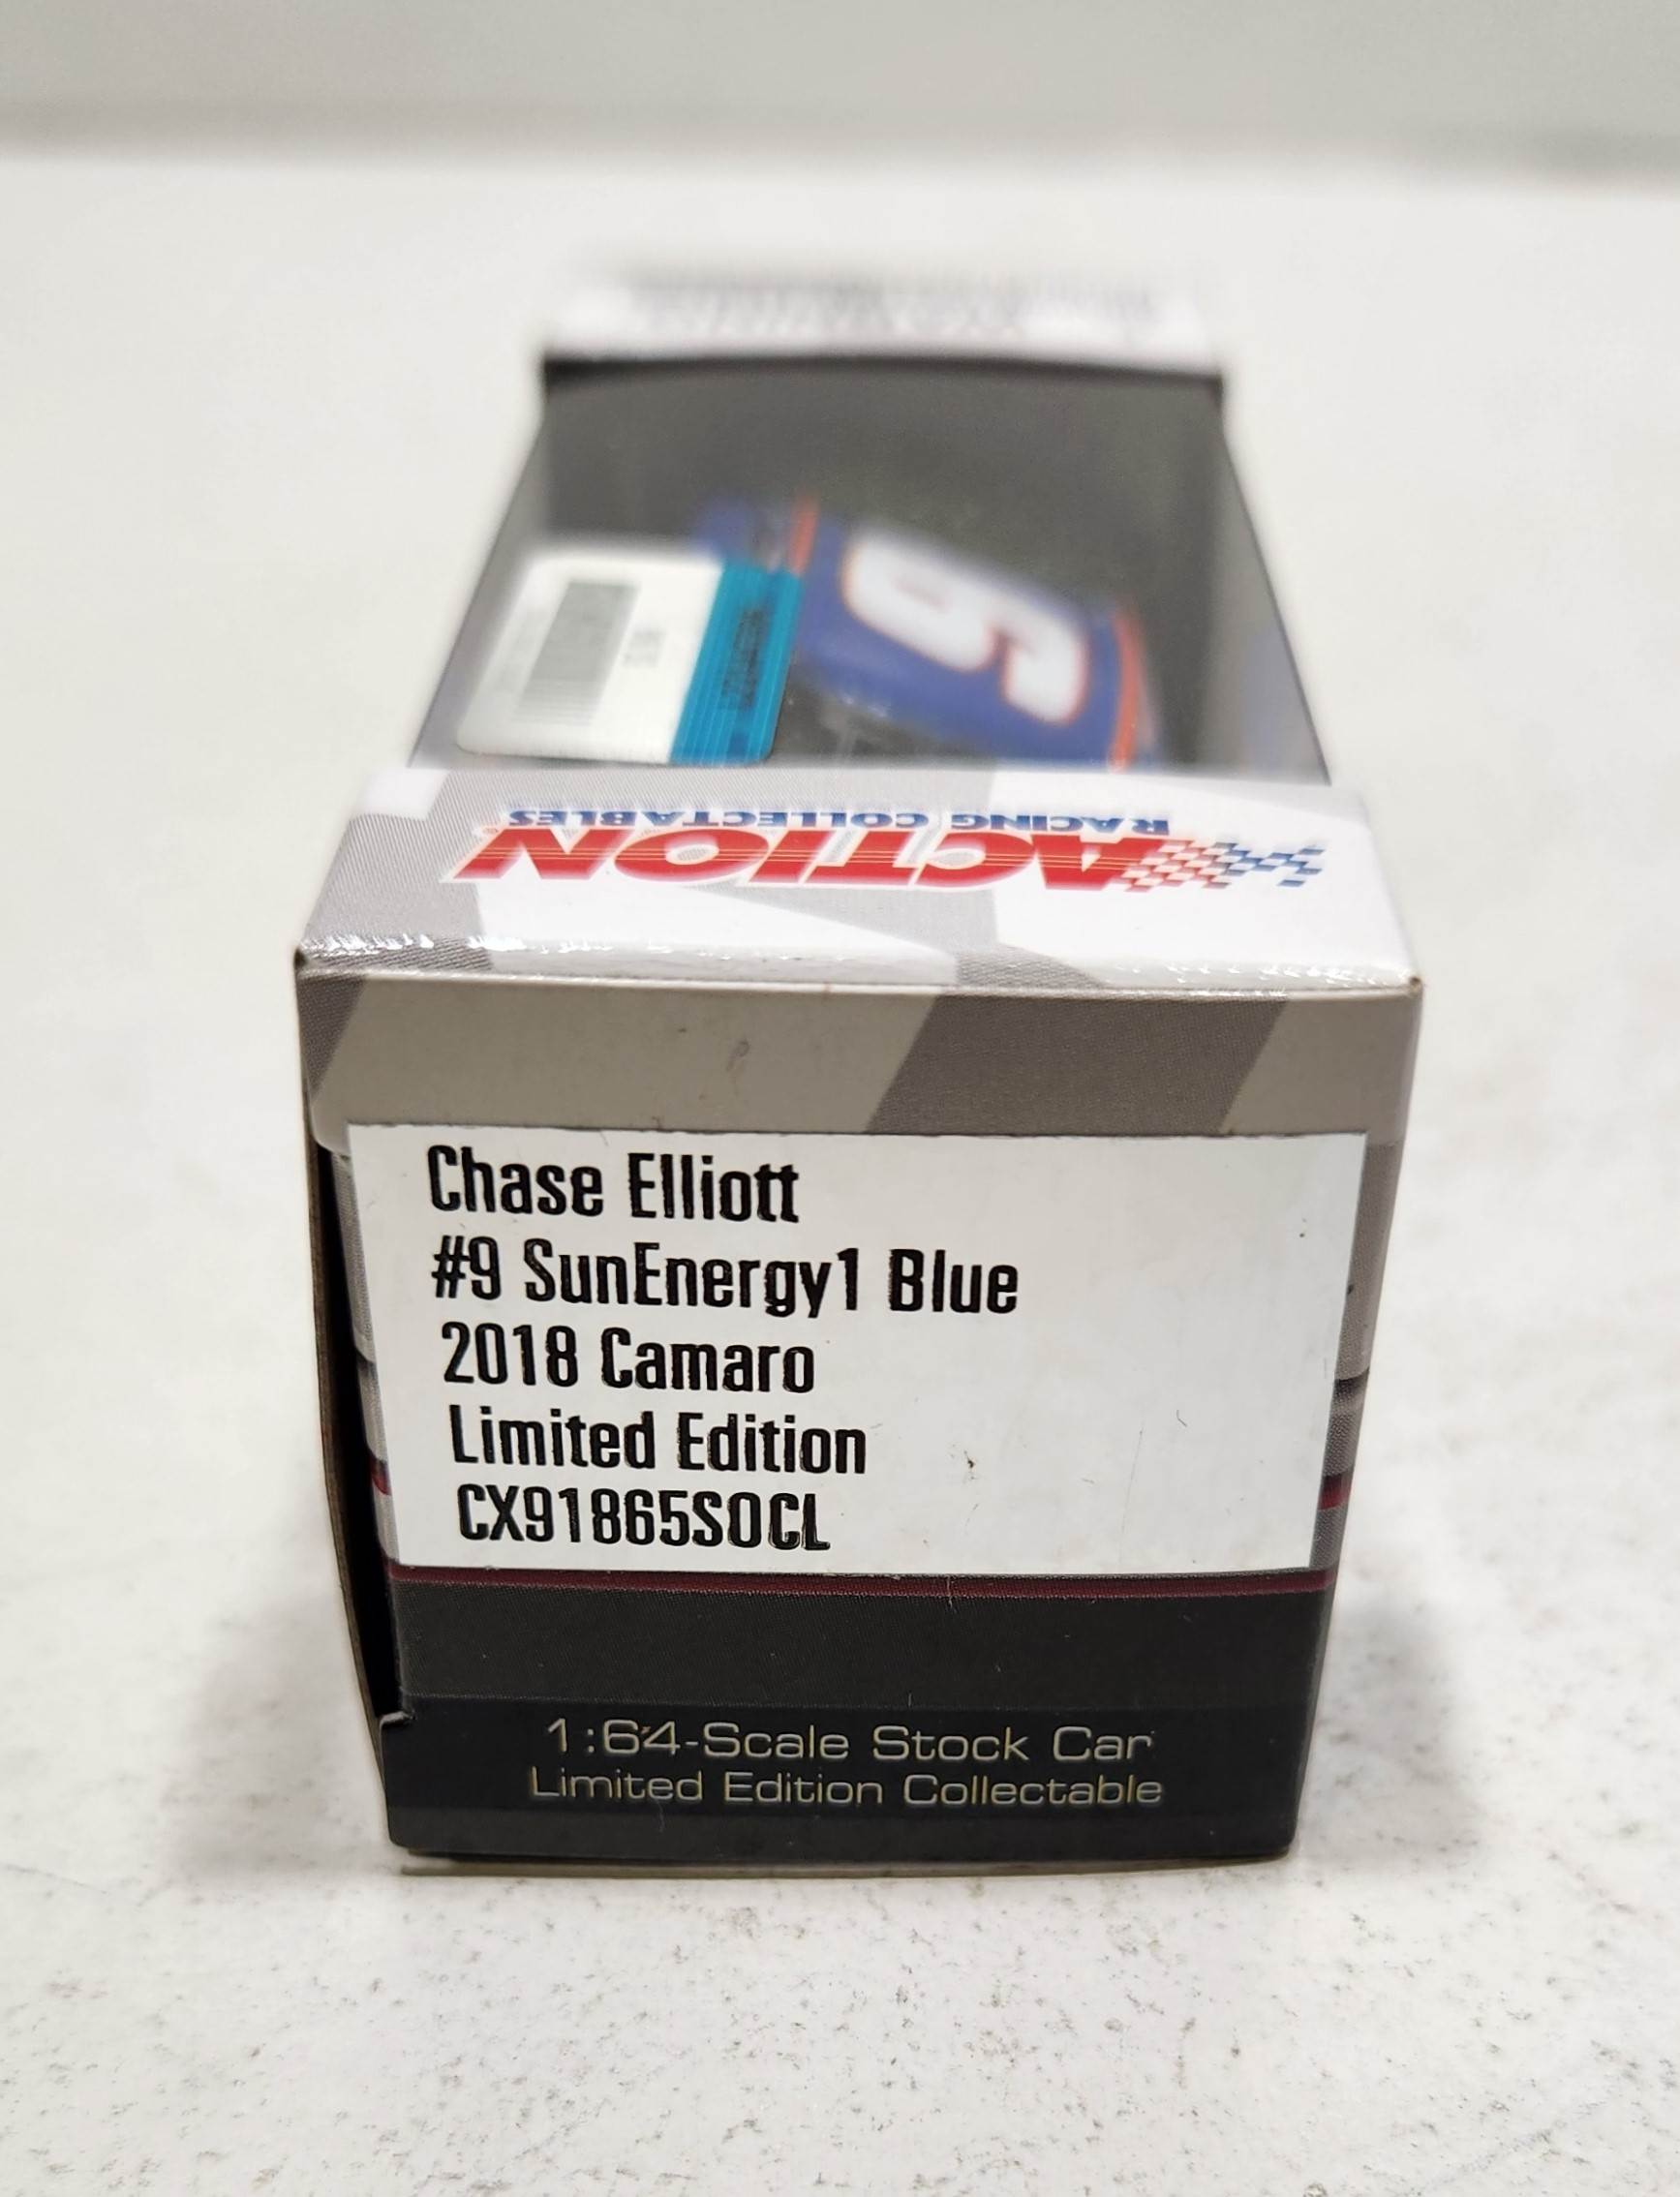 ACTION
RACING COLLECTABLES
Chase Elliott
#9 SunEnergy1 Blue
2018 Camaro
Limited Edition
CX91865SOCL
1:64-Scale Stock Car
Limited Edition Collectable
9